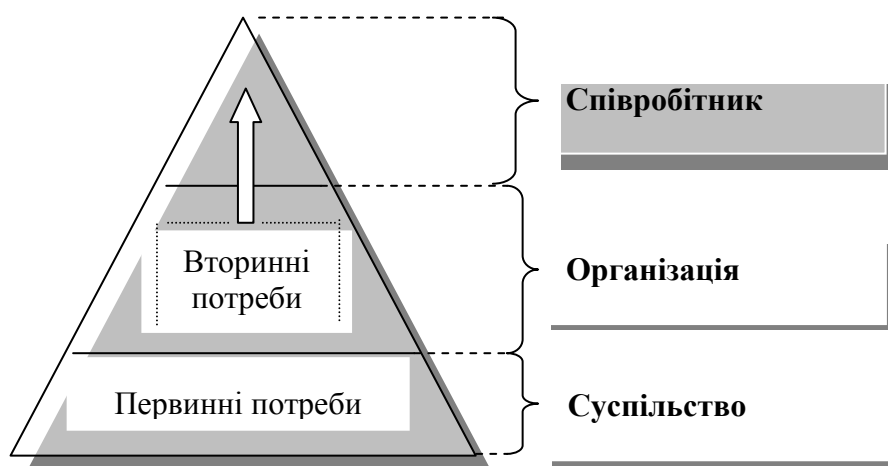 Співробітник
Вторинні
потреби
Організація
Первинні потреби
Суспільство